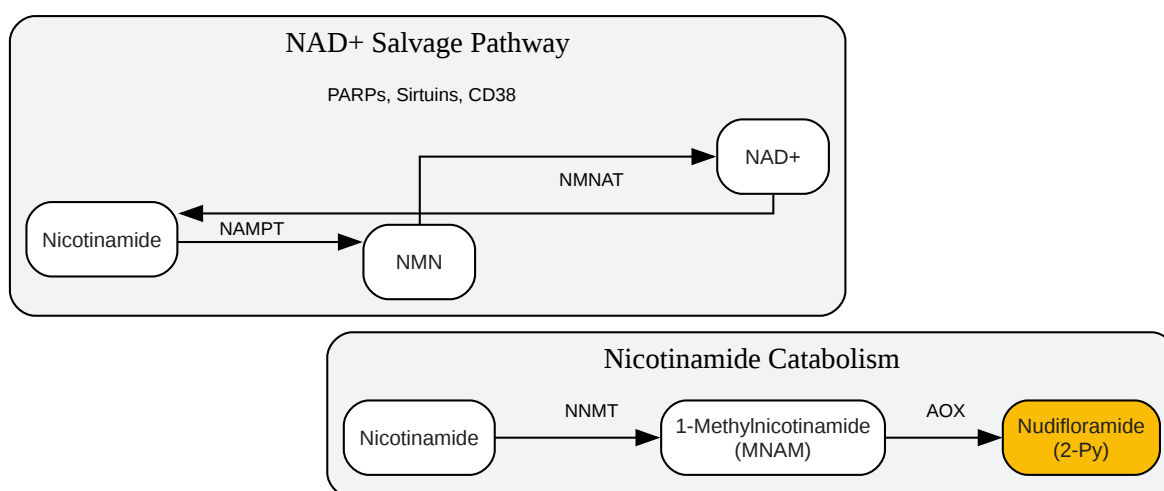 NAD+ Salvage Pathway
PARPs, Sirtuins, CD38
NAD+
NMNAT
Nicotinamide
NAMPT
NMN
Nicotinamide Catabolism
Nicotinamide
NNMT
1-Methylnicotinamide
(MNAM)
AOX
Nudifloramide
(2-Py)